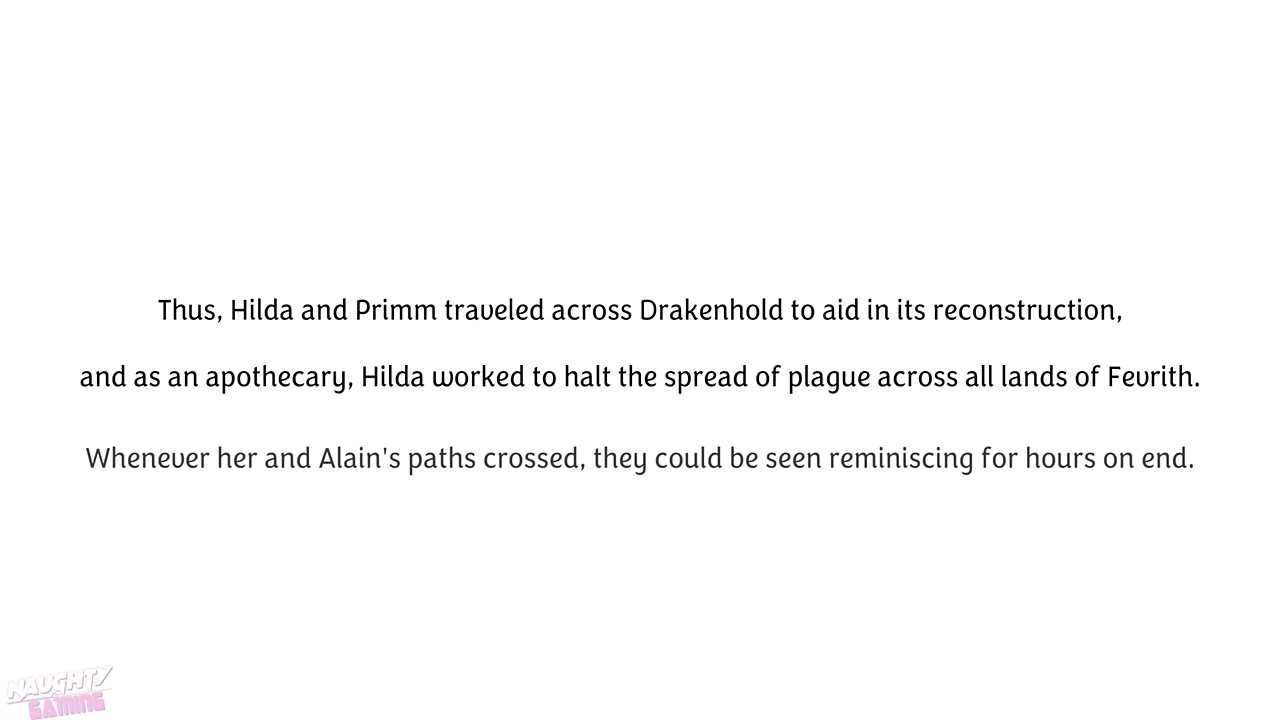 Thus, Hilda and Primm traveled across Drakenhold to aid in its reconstruction,
and as an apothecary, Hilda worked to halt the spread of plague across all lands of Fevrith.
Whenever her and Alain's paths crossed, they could be seen reminiscing for hours on end.
NAUGHTY
GAMING